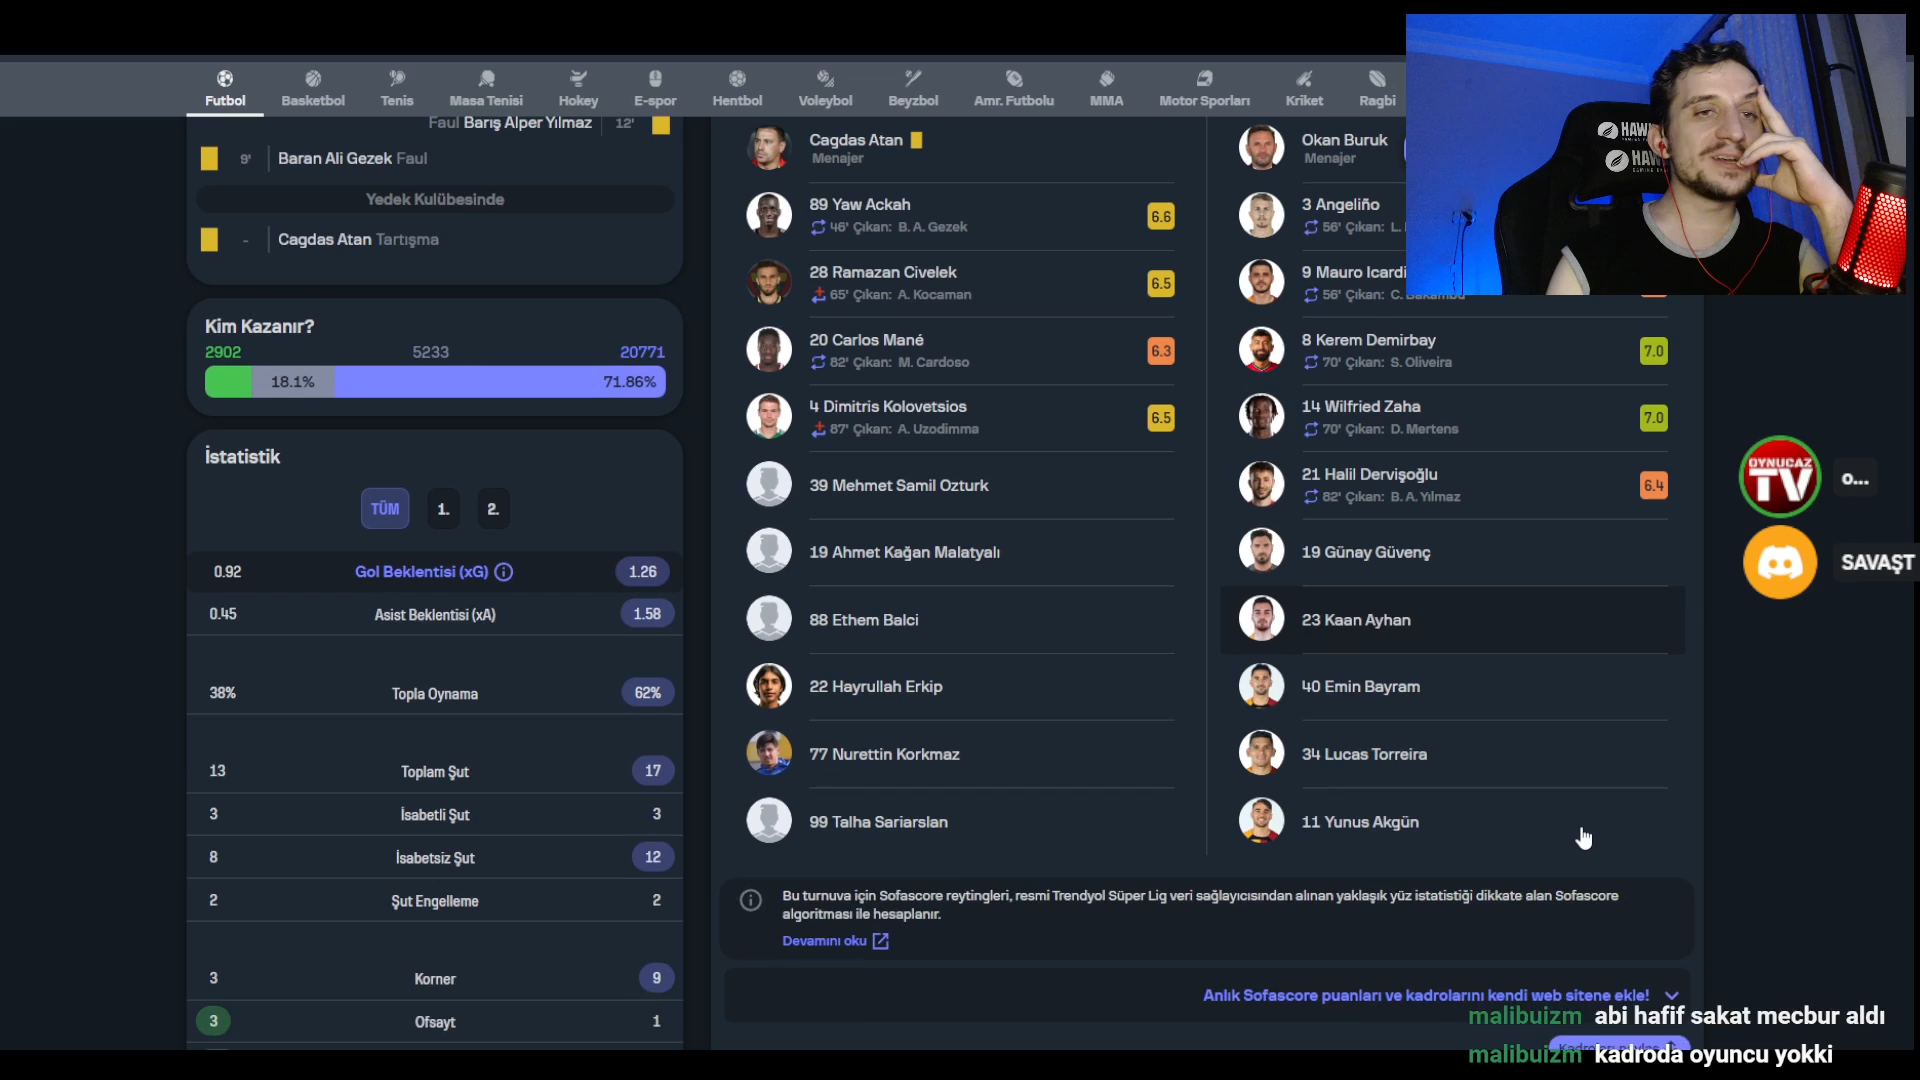 Futbol
Basketbol
Tenis
Masa Tenisi
Hokey
E-spor
Hentbol
Voleybol
Beyzbol
Amr. Futbolu
MMA
Motor Sporları
Kriket
Ragbi
Faul Barış Alper Yılmaz 12'
9' Baran Ali Gezek Faul
Yedek Kulübesinde
- Cagdas Atan Tartışma
Kim Kazanır?
2902 5233 20771
18.1% 71.86%
İstatistik
TÜM 1. 2.
0.92 Gol Beklentisi (xG) 1.26
0.45 Asist Beklentisi (xA) 1.58
38% Topla Oynama 62%
13 Toplam Şut 17
3 İsabetli Şut 3
8 İsabetsiz Şut 12
2 Şut Engelleme 2
3 Korner 9
3 Ofsayt 1
Cagdas Atan
Menajer
89 Yaw Ackah
46' Çıkan: B. A. Gezek
6.6
28 Ramazan Civelek
65' Çıkan: A. Kocaman
6.5
20 Carlos Mané
82' Çıkan: M. Cardoso
6.3
4 Dimitris Kolovetsios
87' Çıkan: A. Uzodimma
6.5
39 Mehmet Samil Ozturk
19 Ahmet Kağan Malatyalı
88 Ethem Balci
22 Hayrullah Erkip
77 Nurettin Korkmaz
99 Talha Sariarslan
Okan Buruk
Menajer
3 Angeliño
56' Çıkan: L.
9 Mauro Icardi
56' Çıkan: C. Bakambu
8 Kerem Demirbay
70' Çıkan: S. Oliveira
7.0
14 Wilfried Zaha
70' Çıkan: D. Mertens
7.0
21 Halil Dervişoğlu
82' Çıkan: B. A. Yılmaz
6.4
19 Günay Güvenç
23 Kaan Ayhan
40 Emin Bayram
34 Lucas Torreira
11 Yunus Akgün
Bu turnuva için Sofascore reytingleri, resmi Trendyol Süper Lig veri sağlayıcısından alınan yaklaşık yüz istatistiği dikkate alan Sofascore
algoritması ile hesaplanır.
Devamını oku
Anlık Sofascore puanları ve kadrolarını kendi web sitene ekle!
HAW
HAW
OYNUCAZ
TV
o...
SAVAŞT
malibuizm abi hafif sakat mecbur aldı
malibuizm kadroda oyuncu yokki